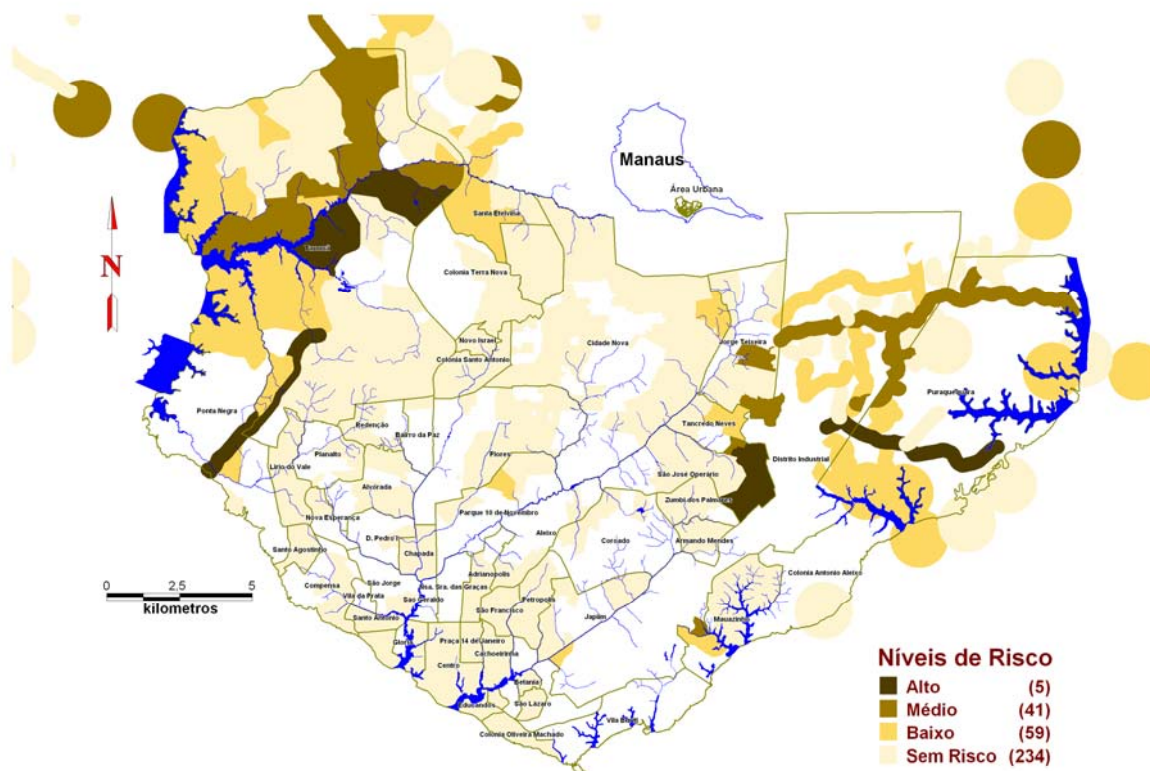 Manaus
Área Urbana
N
Santa Etelvina
Tarumã
Colonia Terra Nova
Novo Israel
Colonia Santo Antonio
Cidade Nova
Jorge Teixeira
Puraquequara
Ponta Negra
Redenção
Bairro da Paz
Tancredo Neves
Planalto
Lirio do Vale
Flores
Distrito Industrial
São José Operário
Alvorada
Zumbi dos Palmares
Nova Esperança
Parque 10 de Novembro
Aleixo
D. Pedro I
Coroado
Armando Mendes
Santo Agostinho
Chapada
Adrianopolis
Colonia Antonio Aleixo
Compensa
São Jorge
Nsa. Sra. das Graças
Vila da Prata
São Geraldo
Petropolis
São Francisco
Santo Antonio
Japiim
Mauazinho
Gloria
Praça 14 de Janeiro
Cachoeirinha
Centro
Betania
Educandos
São Lázaro
Vila Buriti
Colonia Oliveira Machado
0 2.5 5
kilometros
Níveis de Risco
Alto (5)
Médio (41)
Baixo (59)
Sem Risco (234)